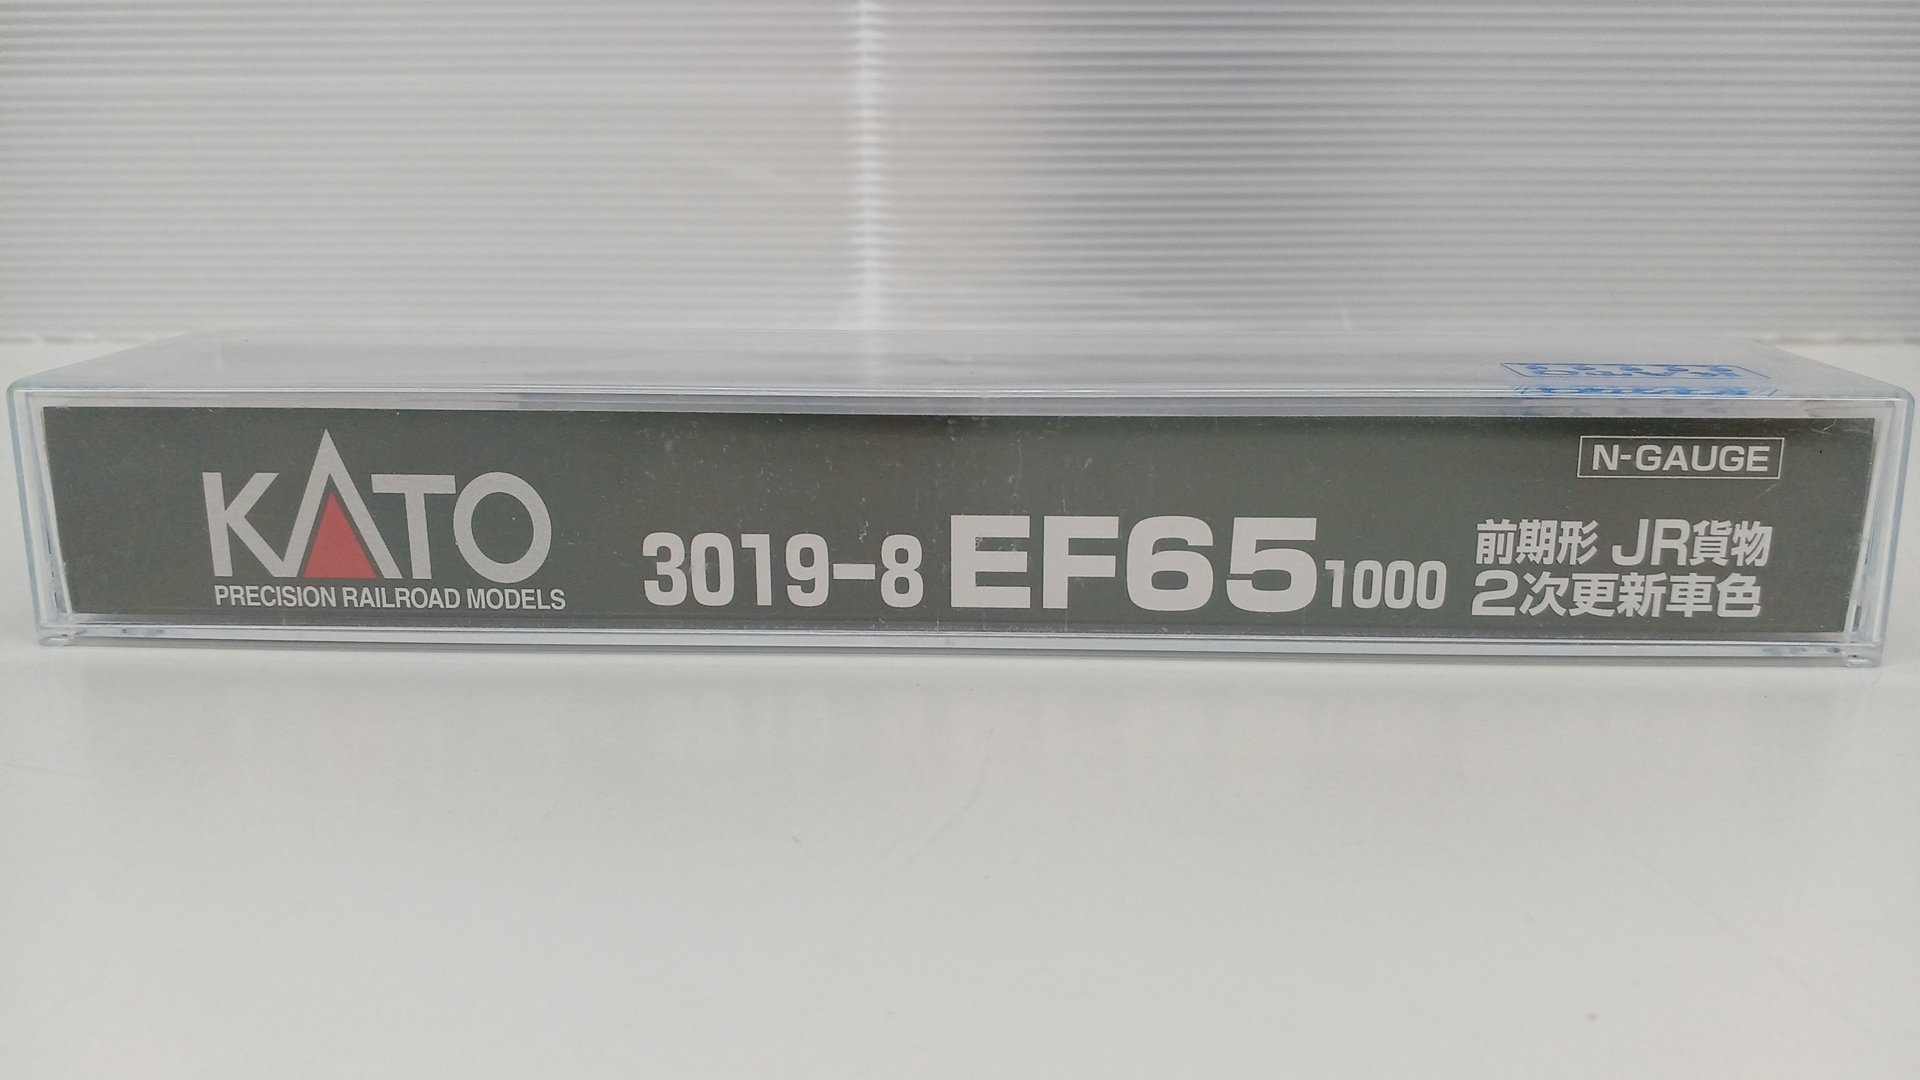 KATO
PRECISION RAILROAD MODELS
3019-8 EF65 1000
N-GAUGE
前期形 JR貨物
2次更新車色